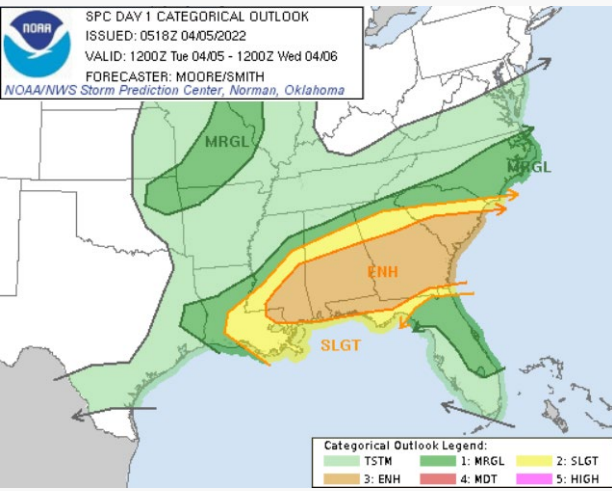 noaa
SPC DAY 1 CATEGORICAL OUTLOOK
ISSUED: 0518Z 04/05/2022
VALID: 1200Z Tue 04/05 - 1200Z Wed 04/06
FORECASTER: MOORE/SMITH
NOAA/NWS Storm Prediction Center, Norman, Oklahoma
MRGL
MRGL
ENH
SLGT
Categorical Outlook Legend:
TSTM 1: MRGL 2: SLGT
3: ENH 4: MDT 5: HIGH